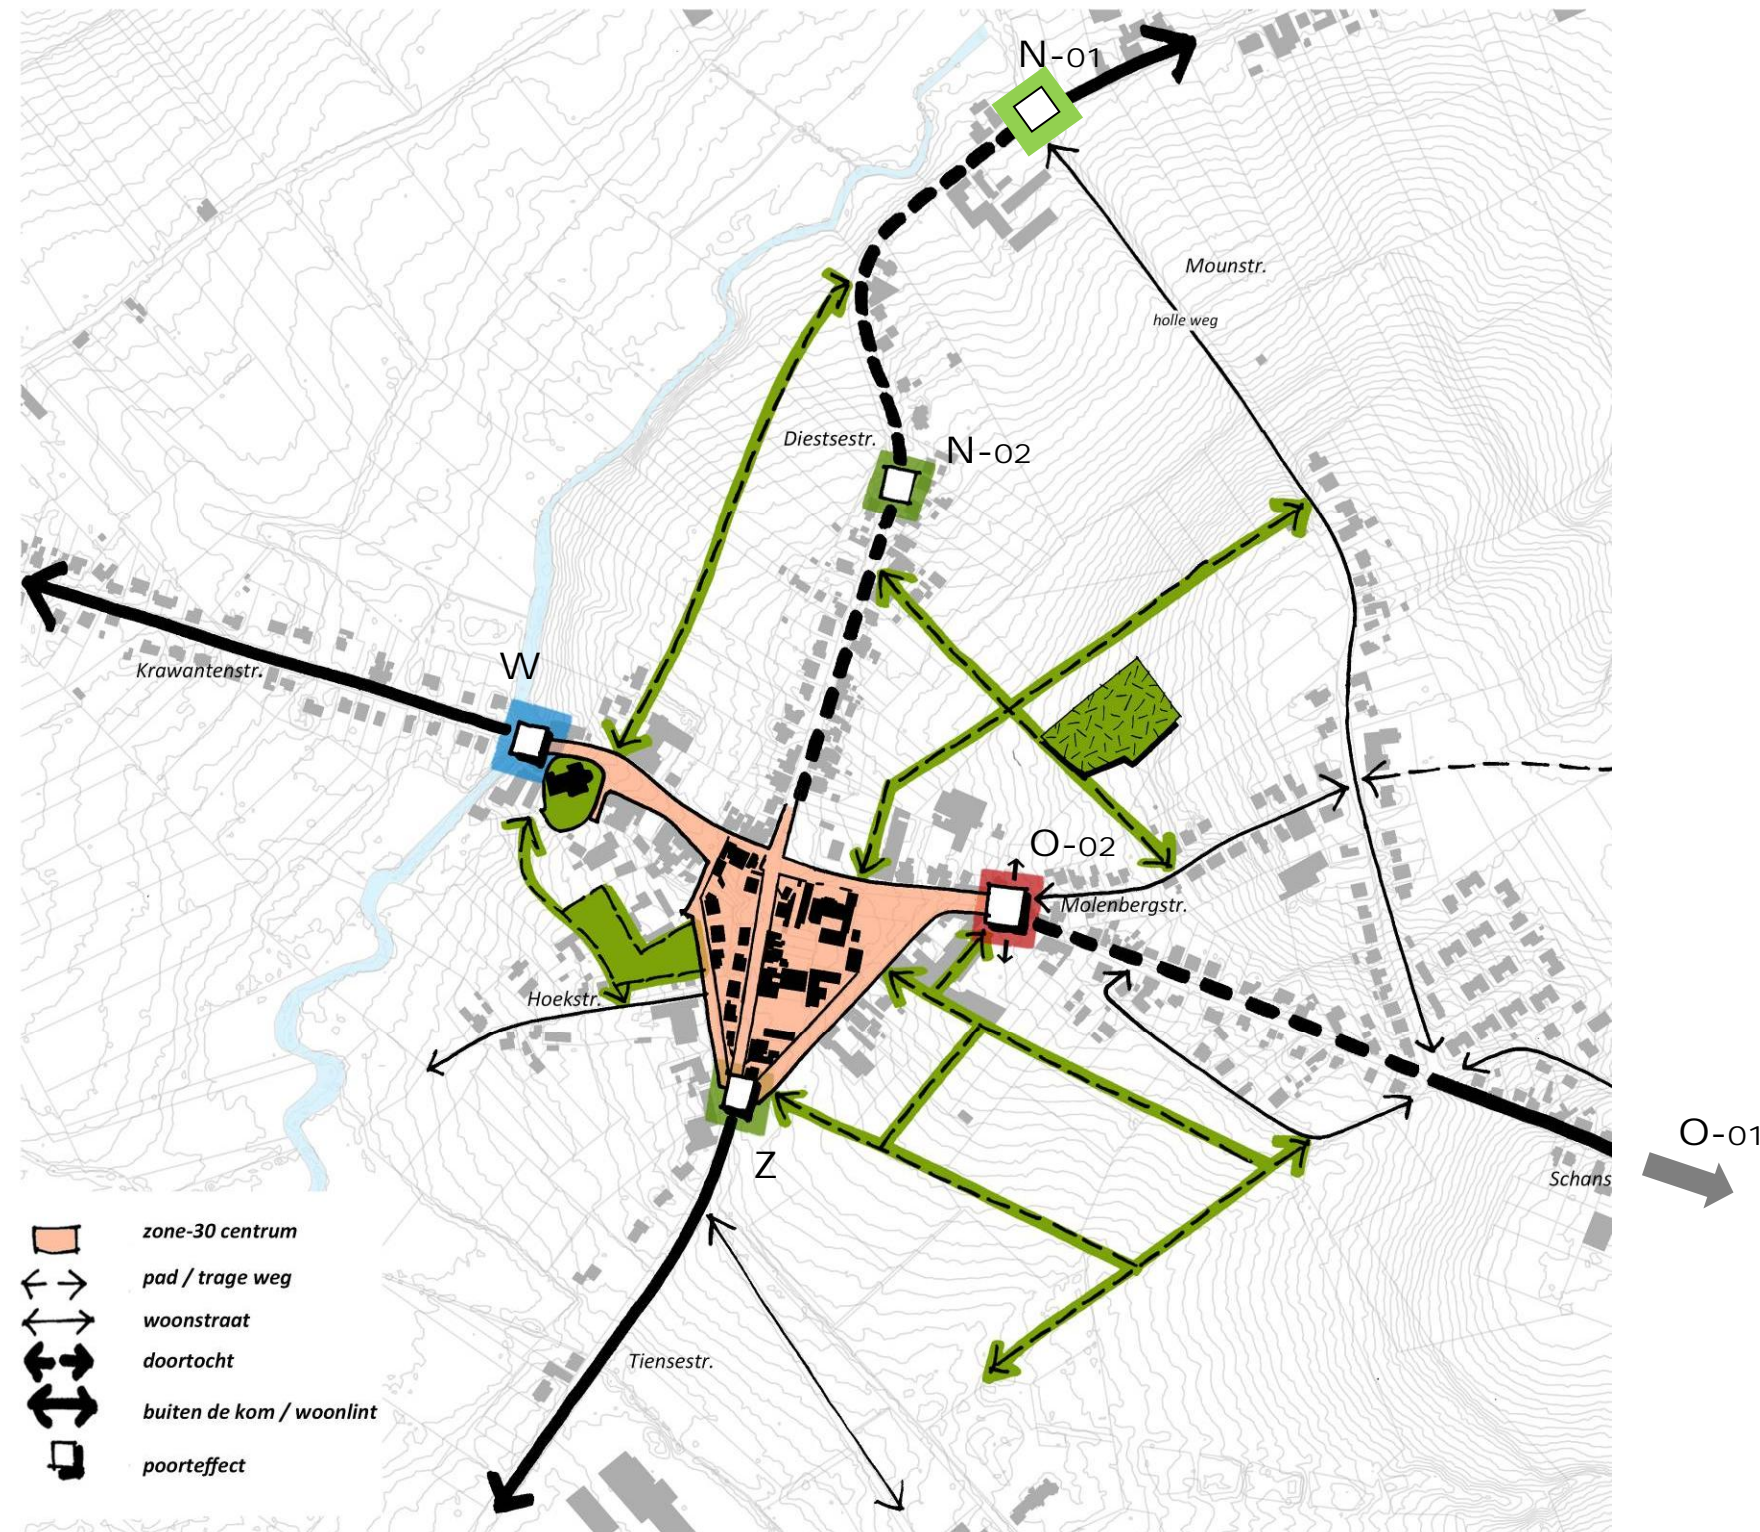 N-01
Mounstr.
holle weg
Diestsestr.
N-02
W
Krawantenstr.
O-02
Molenbergstr.
Hoekstr.
O-01
Z
Schans
zone-30 centrum
pad / trage weg
woonstraat
Tiensestr.
doortocht
buiten de kom / woonlint
poorteffect